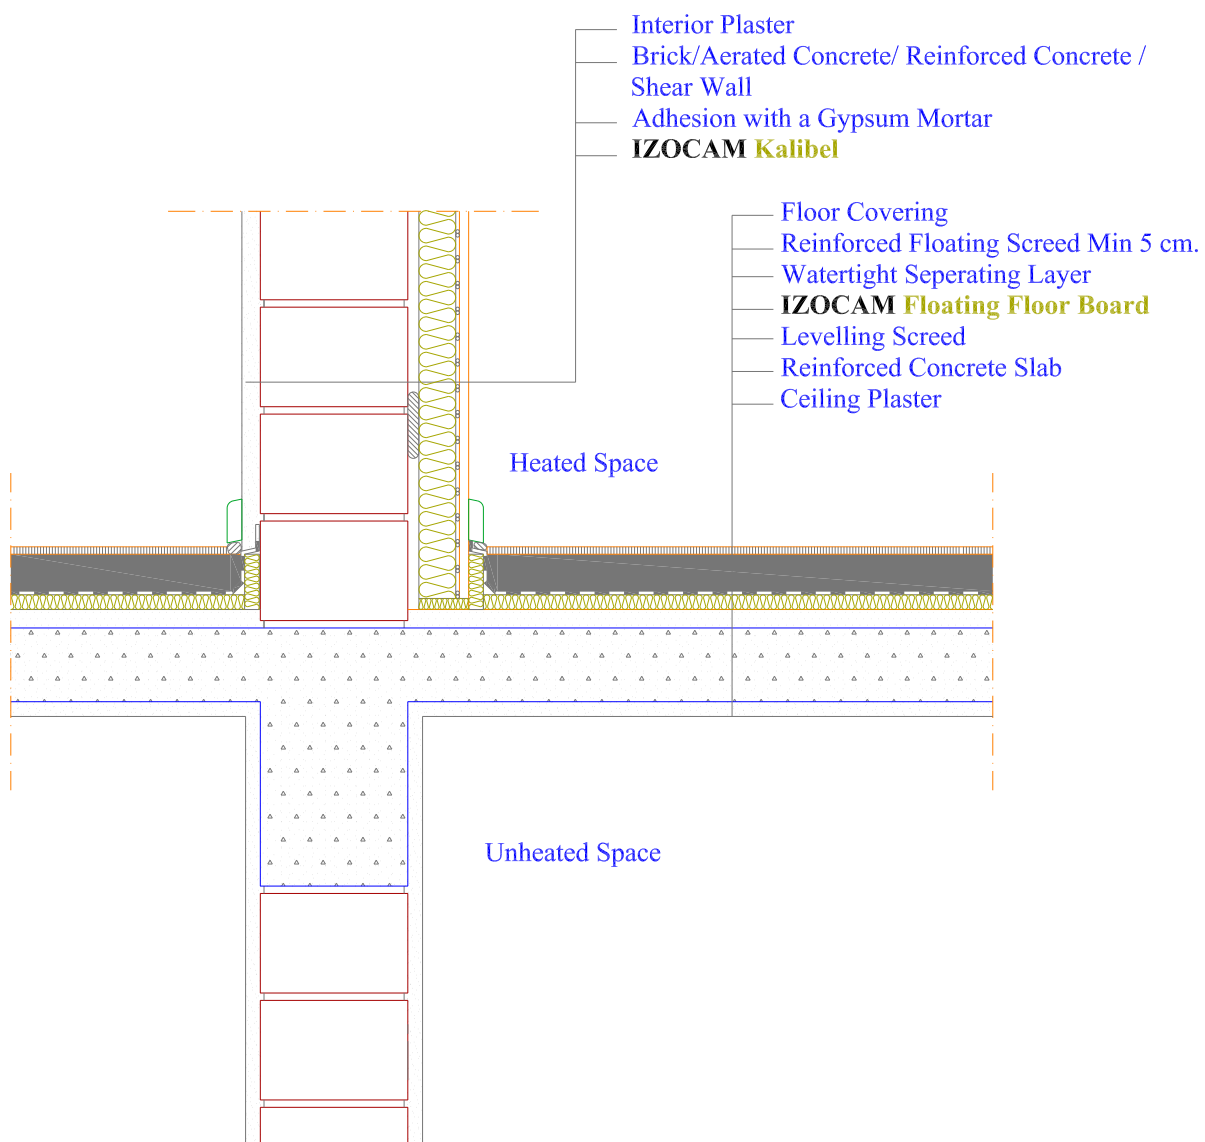 Interior Plaster
Brick/Aerated Concrete/ Reinforced Concrete /
Shear Wall
Adhesion with a Gypsum Mortar
IZOCAM Kalibel
Floor Covering
Reinforced Floating Screed Min 5 cm.
Watertight Seperating Layer
IZOCAM Floating Floor Board
Levelling Screed
Reinforced Concrete Slab
Ceiling Plaster
Heated Space
Unheated Space